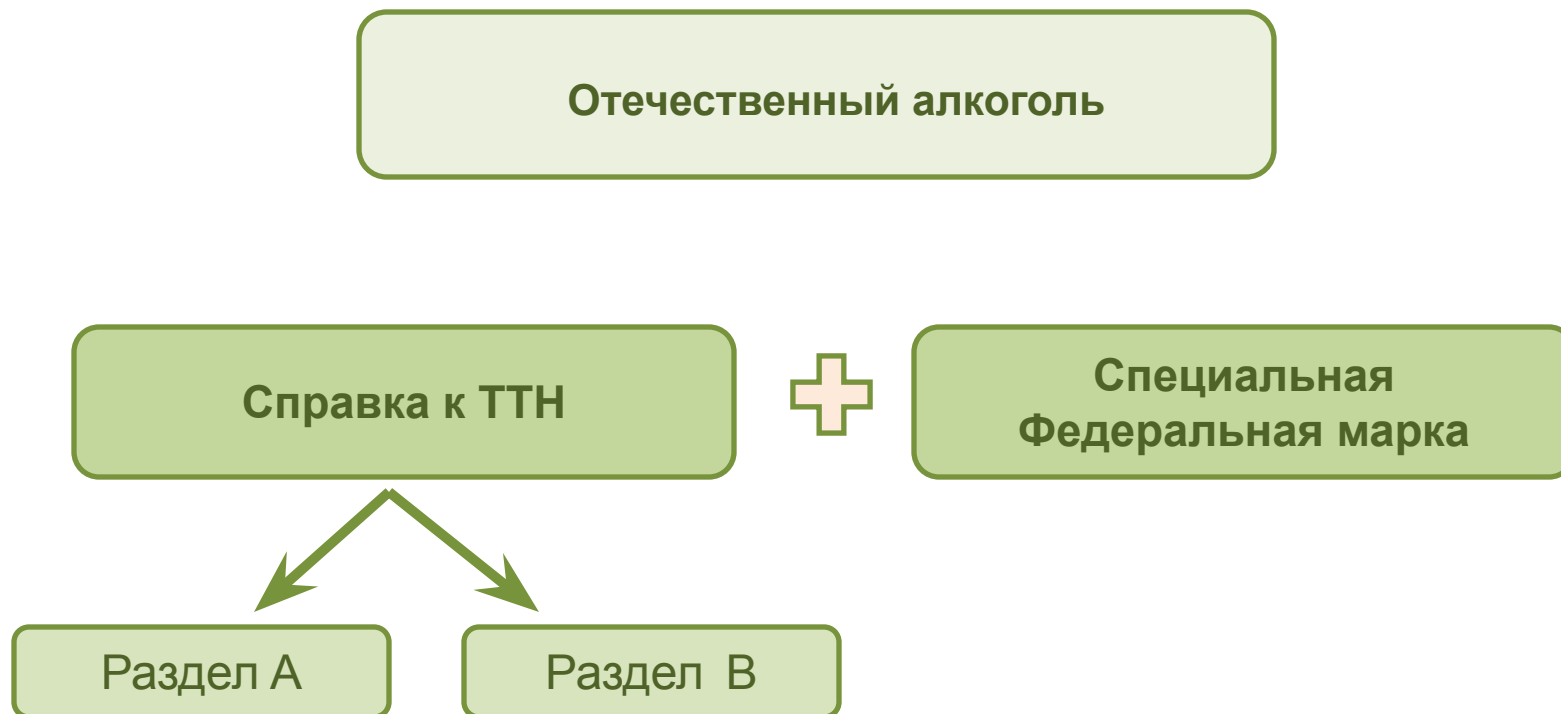 Отечественный алкоголь
Справка к ТТН
Специальная
Федеральная марка
Раздел А
Раздел В